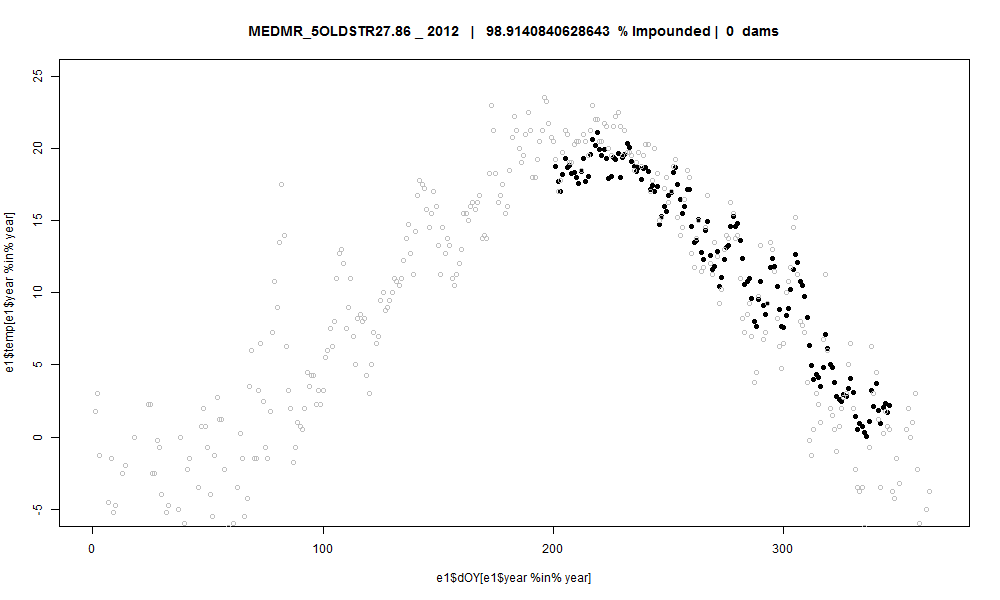 MEDMR_5OLDSTR27.86 _ 2012 | 98.9140840628643 % Impounded | 0 dams
e1$temp[e1$year %in% year]
25
20
15
10
5
0
-5
0 100 200 300
e1$dOY[e1$year %in% year]